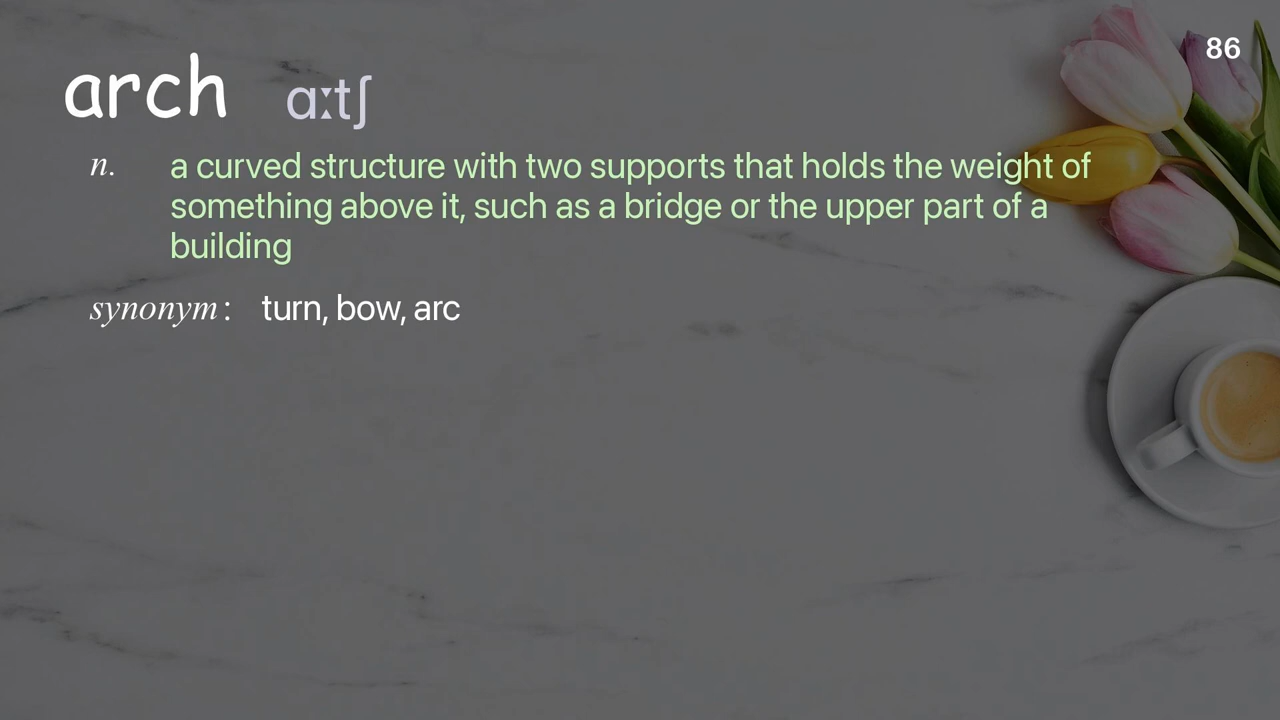 86
arch ɑːtʃ
n. a curved structure with two supports that holds the weight of
something above it, such as a bridge or the upper part of a
building
synonym: turn, bow, arc